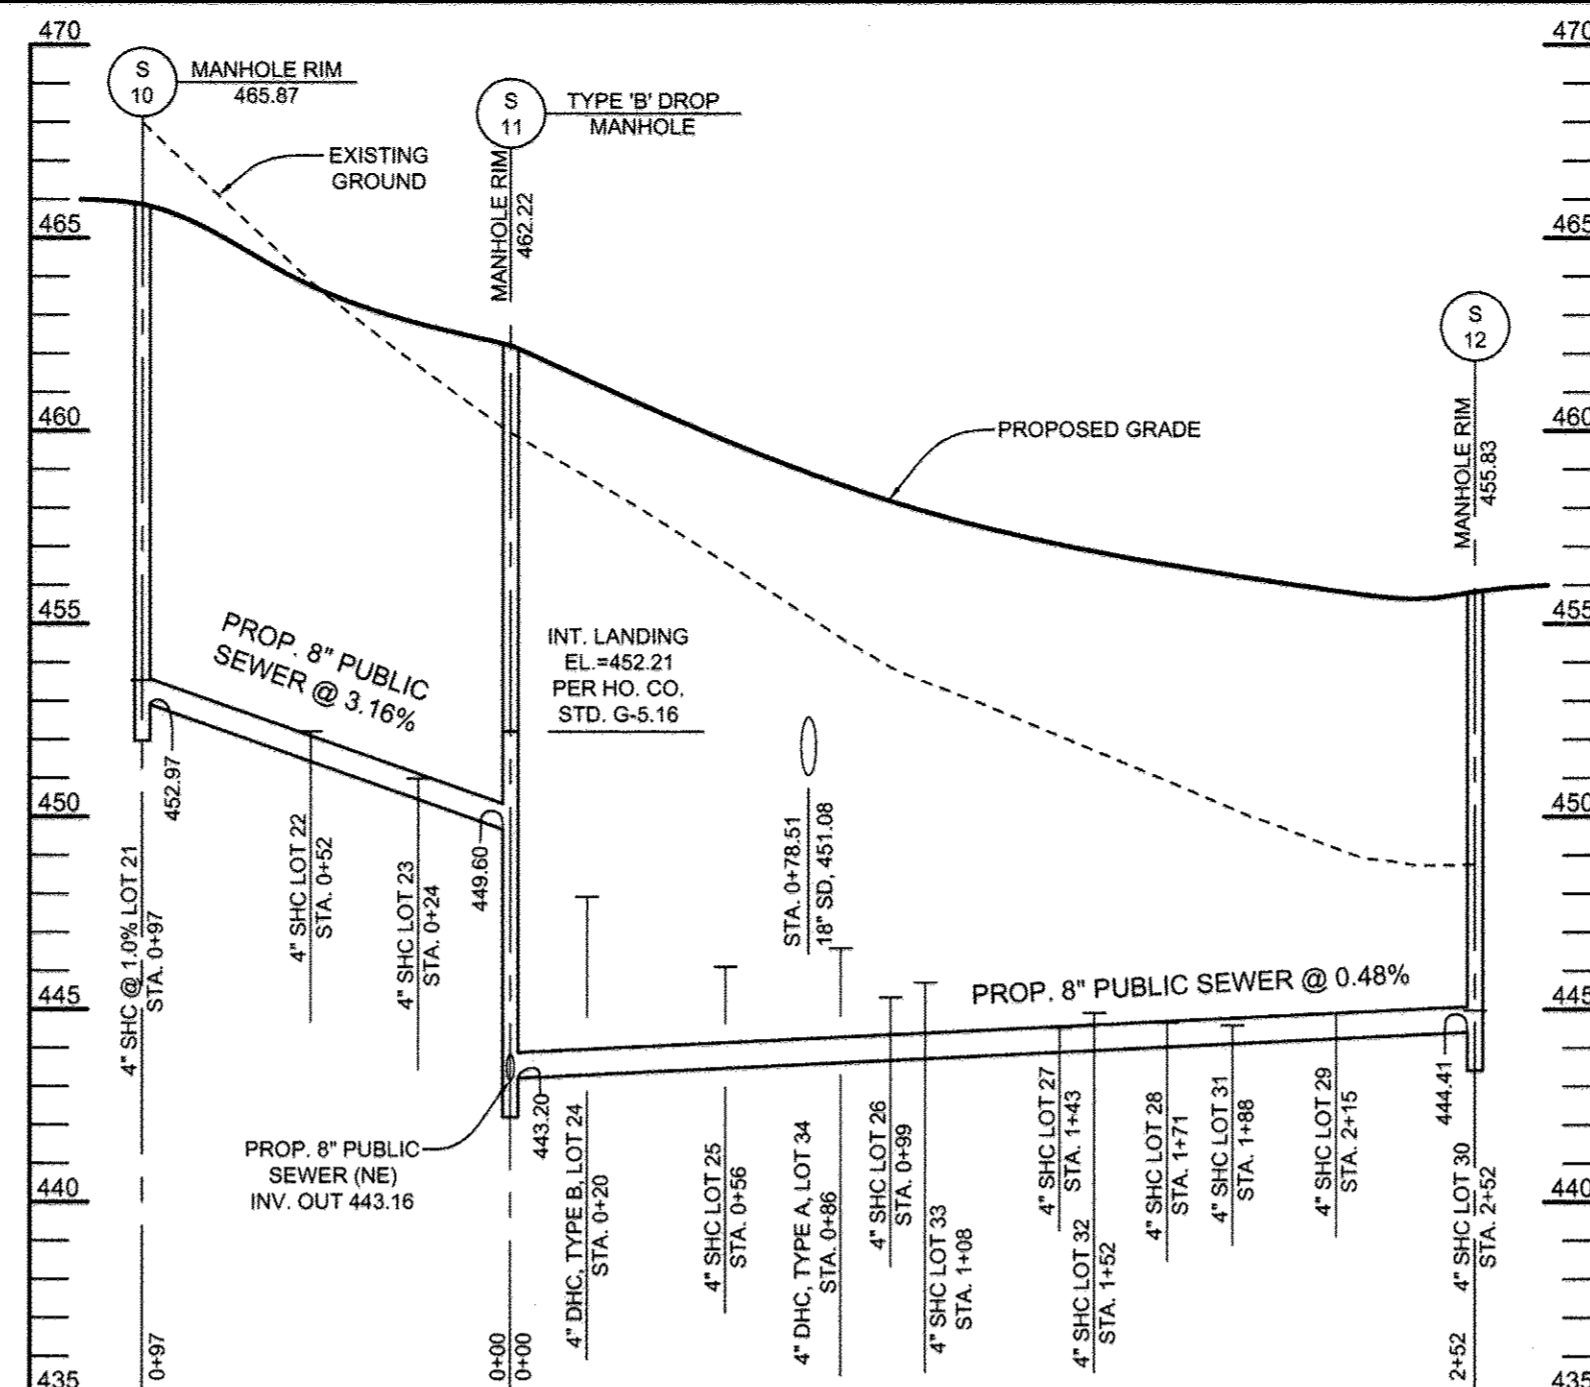 470
470
S
10
MANHOLE RIM
465.87
S
11
TYPE 'B' DROP
MANHOLE
EXISTING
GROUND
MANHOLE RIM
462.22
465
465
S
12
460
460
PROPOSED GRADE
MANHOLE RIM
455.83
455
455
PROP. 8" PUBLIC
SEWER @ 3.16%
INT. LANDING
EL.=452.21
PER HO. CO.
STD. G-5.16
452.97
450
450
449.60
4" SHC @ 1.0% LOT 21
STA. 0+97
4" SHC LOT 22
STA. 0+52
4" SHC LOT 23
STA. 0+24
STA. 0+78.51
18" SD, 451.08
445
445
PROP. 8" PUBLIC SEWER @ 0.48%
443.20
444.41
PROP. 8" PUBLIC
SEWER (NE)
INV. OUT 443.16
4" DHC, TYPE B, LOT 24
STA. 0+20
4" SHC LOT 25
STA. 0+56
4" DHC, TYPE A, LOT 34
STA. 0+86
4" SHC LOT 26
STA. 0+99
4" SHC LOT 33
STA. 1+08
4" SHC LOT 27
STA. 1+43
4" SHC LOT 32
STA. 1+52
4" SHC LOT 28
STA. 1+71
4" SHC LOT 31
STA. 1+88
4" SHC LOT 29
STA. 2+15
4" SHC LOT 30
STA. 2+52
440
440
0+97
0+00
0+00
2+52
435
435